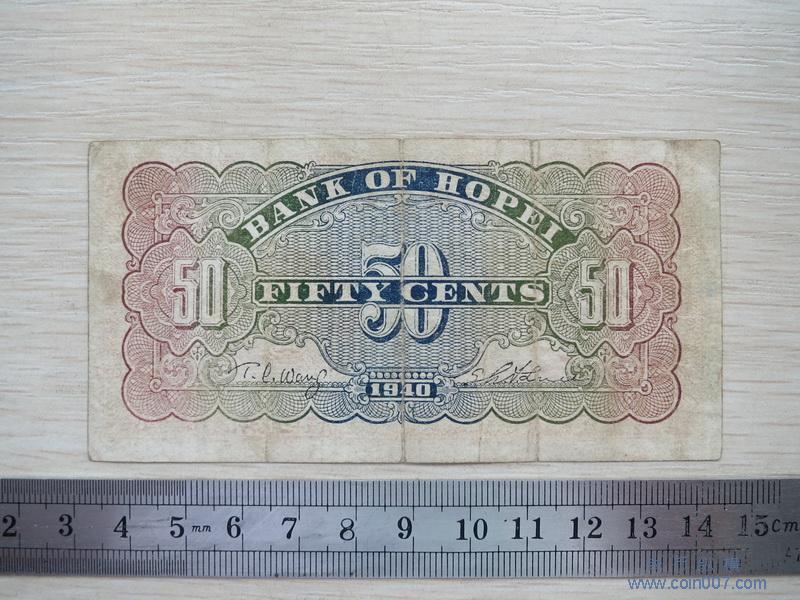 BANK OF HOPEI
50 50 50
FIFTY CENTS
T. C. Wang
1940
2 3 4 5 mm 6 7 8 9 10 11 12 13 14 15 cm
www.coin007.com